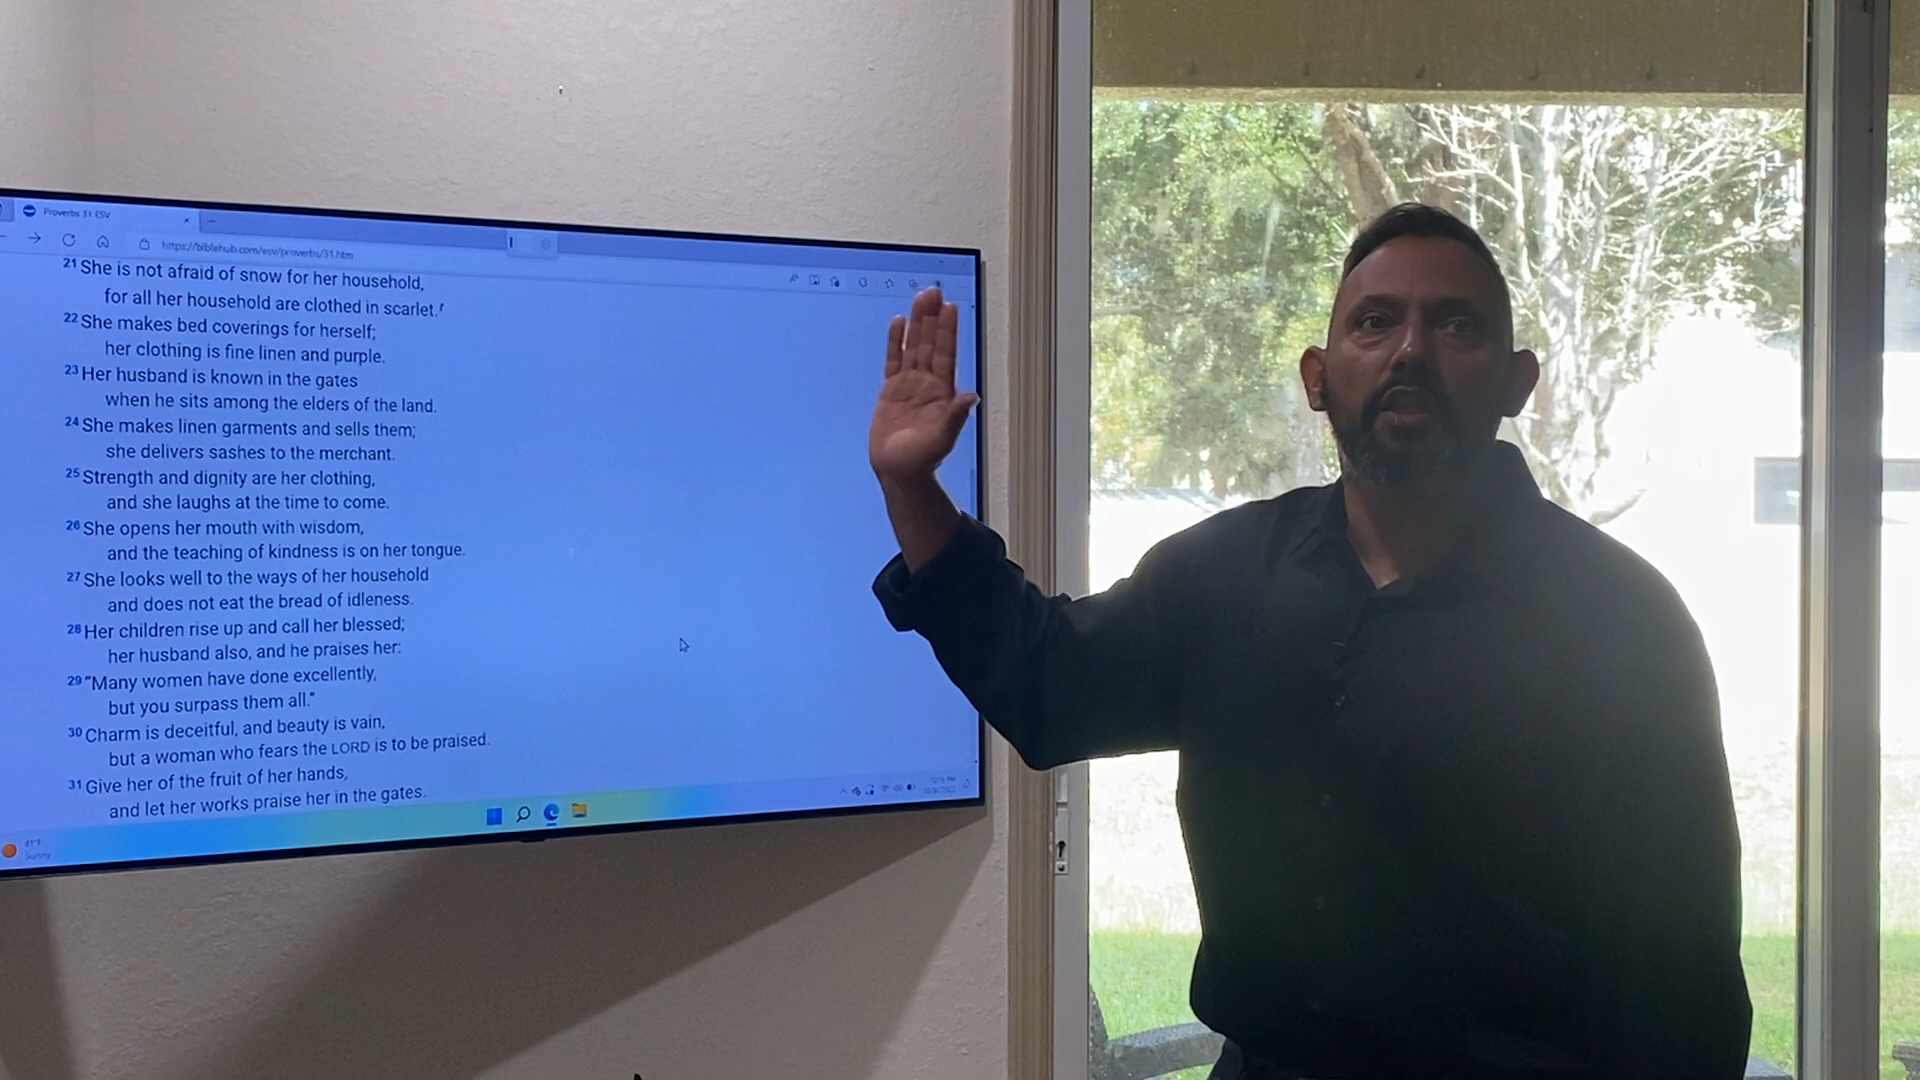 Proverbs 31 ESV
https://biblehub.com/esv/proverbs/31.htm
21 She is not afraid of snow for her household,
for all her household are clothed in scarlet.r
22 She makes bed coverings for herself;
her clothing is fine linen and purple.
23 Her husband is known in the gates
when he sits among the elders of the land.
24 She makes linen garments and sells them;
she delivers sashes to the merchant.
25 Strength and dignity are her clothing,
and she laughs at the time to come.
26 She opens her mouth with wisdom,
and the teaching of kindness is on her tongue.
27 She looks well to the ways of her household
and does not eat the bread of idleness.
28 Her children rise up and call her blessed;
her husband also, and he praises her:
29 "Many women have done excellently,
but you surpass them all."
30 Charm is deceitful, and beauty is vain,
but a woman who fears the LORD is to be praised.
31 Give her of the fruit of her hands,
and let her works praise her in the gates.
81°F
Sunny